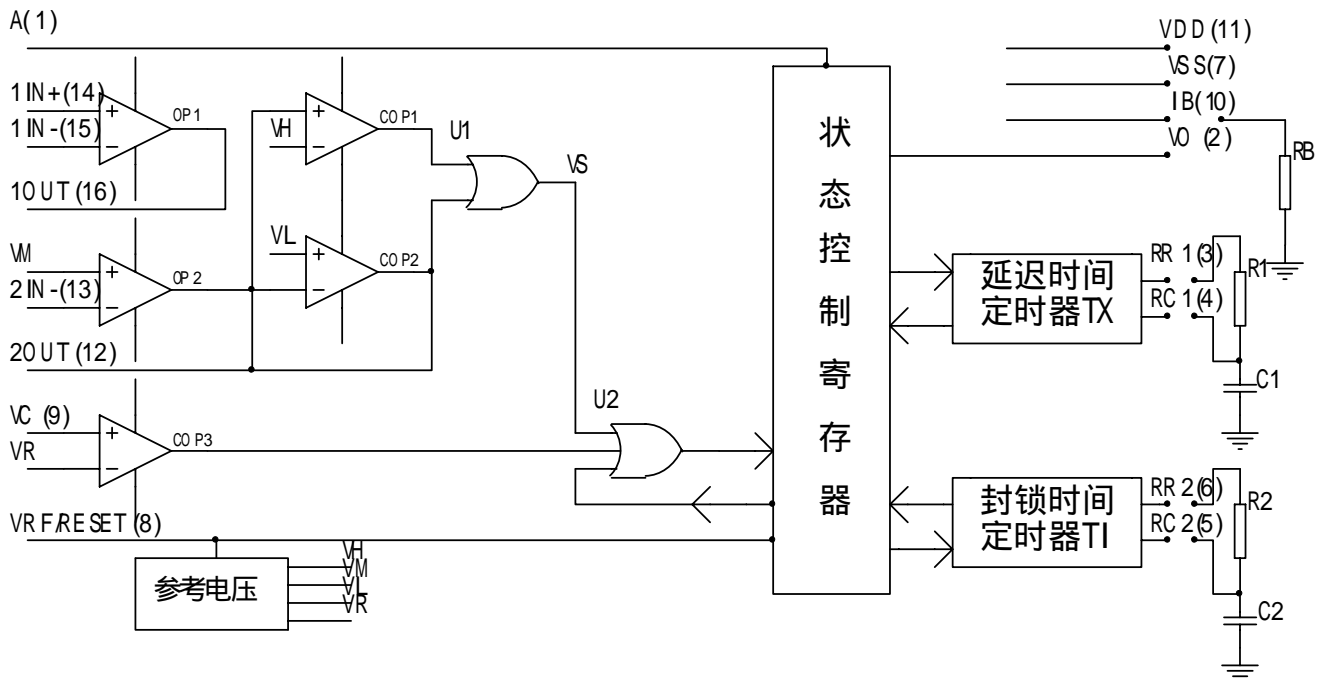 A(1)
1IN+(14)
1IN-(15)
OP1
1OUT(16)
VM
2IN-(13)
OP2
2OUT(12)
VC(9)
VR
COP3
VRF/RESET(8)
参考电压
VH
VM
VL
VR
VH
COP1
VL
COP2
U1
VS
U2
状态控制寄存器
VDD(11)
VSS(7)
IB(10)
VO(2)
RB
延迟时间
定时器TX
RR1(3)
RC1(4)
R1
C1
封锁时间
定时器TI
RR2(6)
RC2(5)
R2
C2